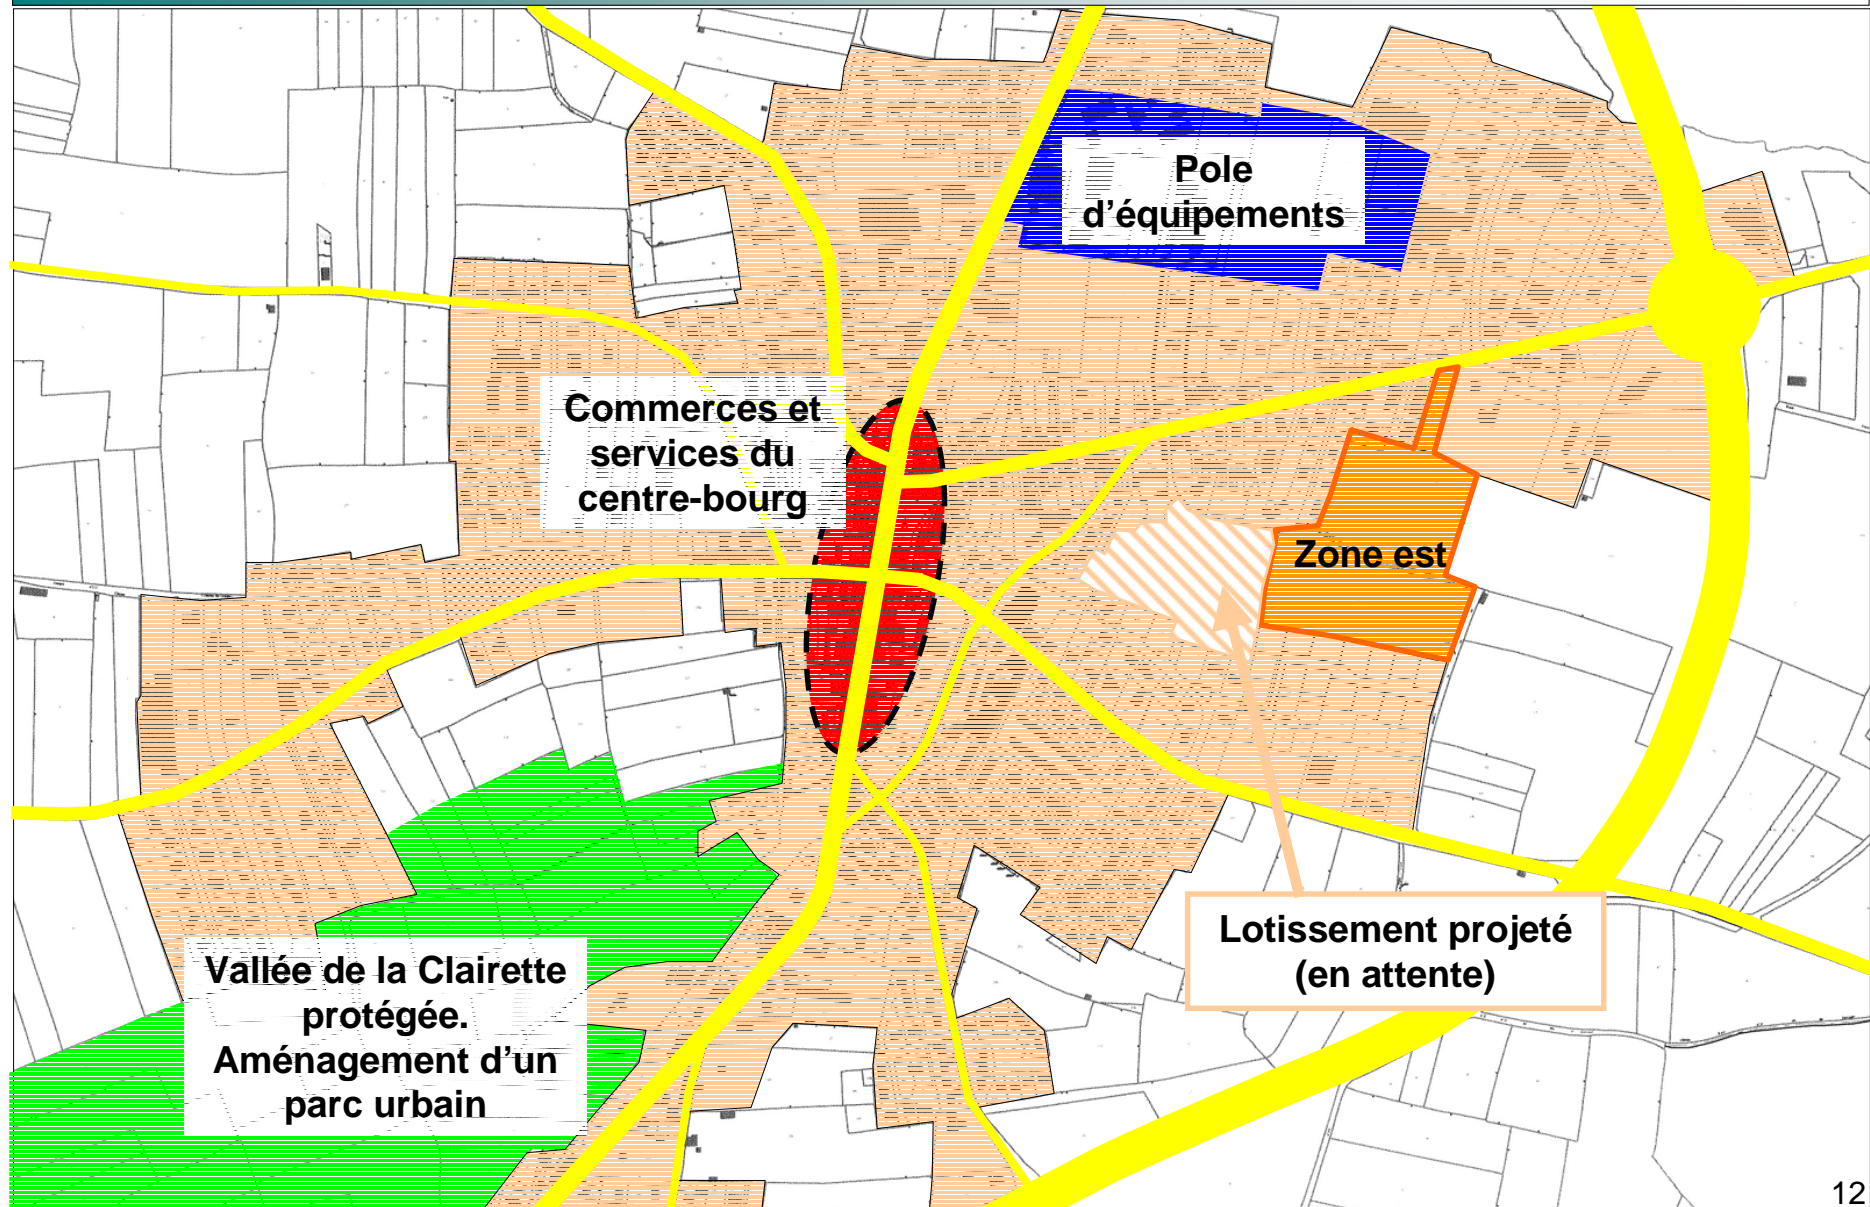 Pole
d'équipements
Commerces et
services du
centre-bourg
Zone est
Lotissement projeté
(en attente)
Vallée de la Clairette
protégée.
Aménagement d'un
parc urbain
12